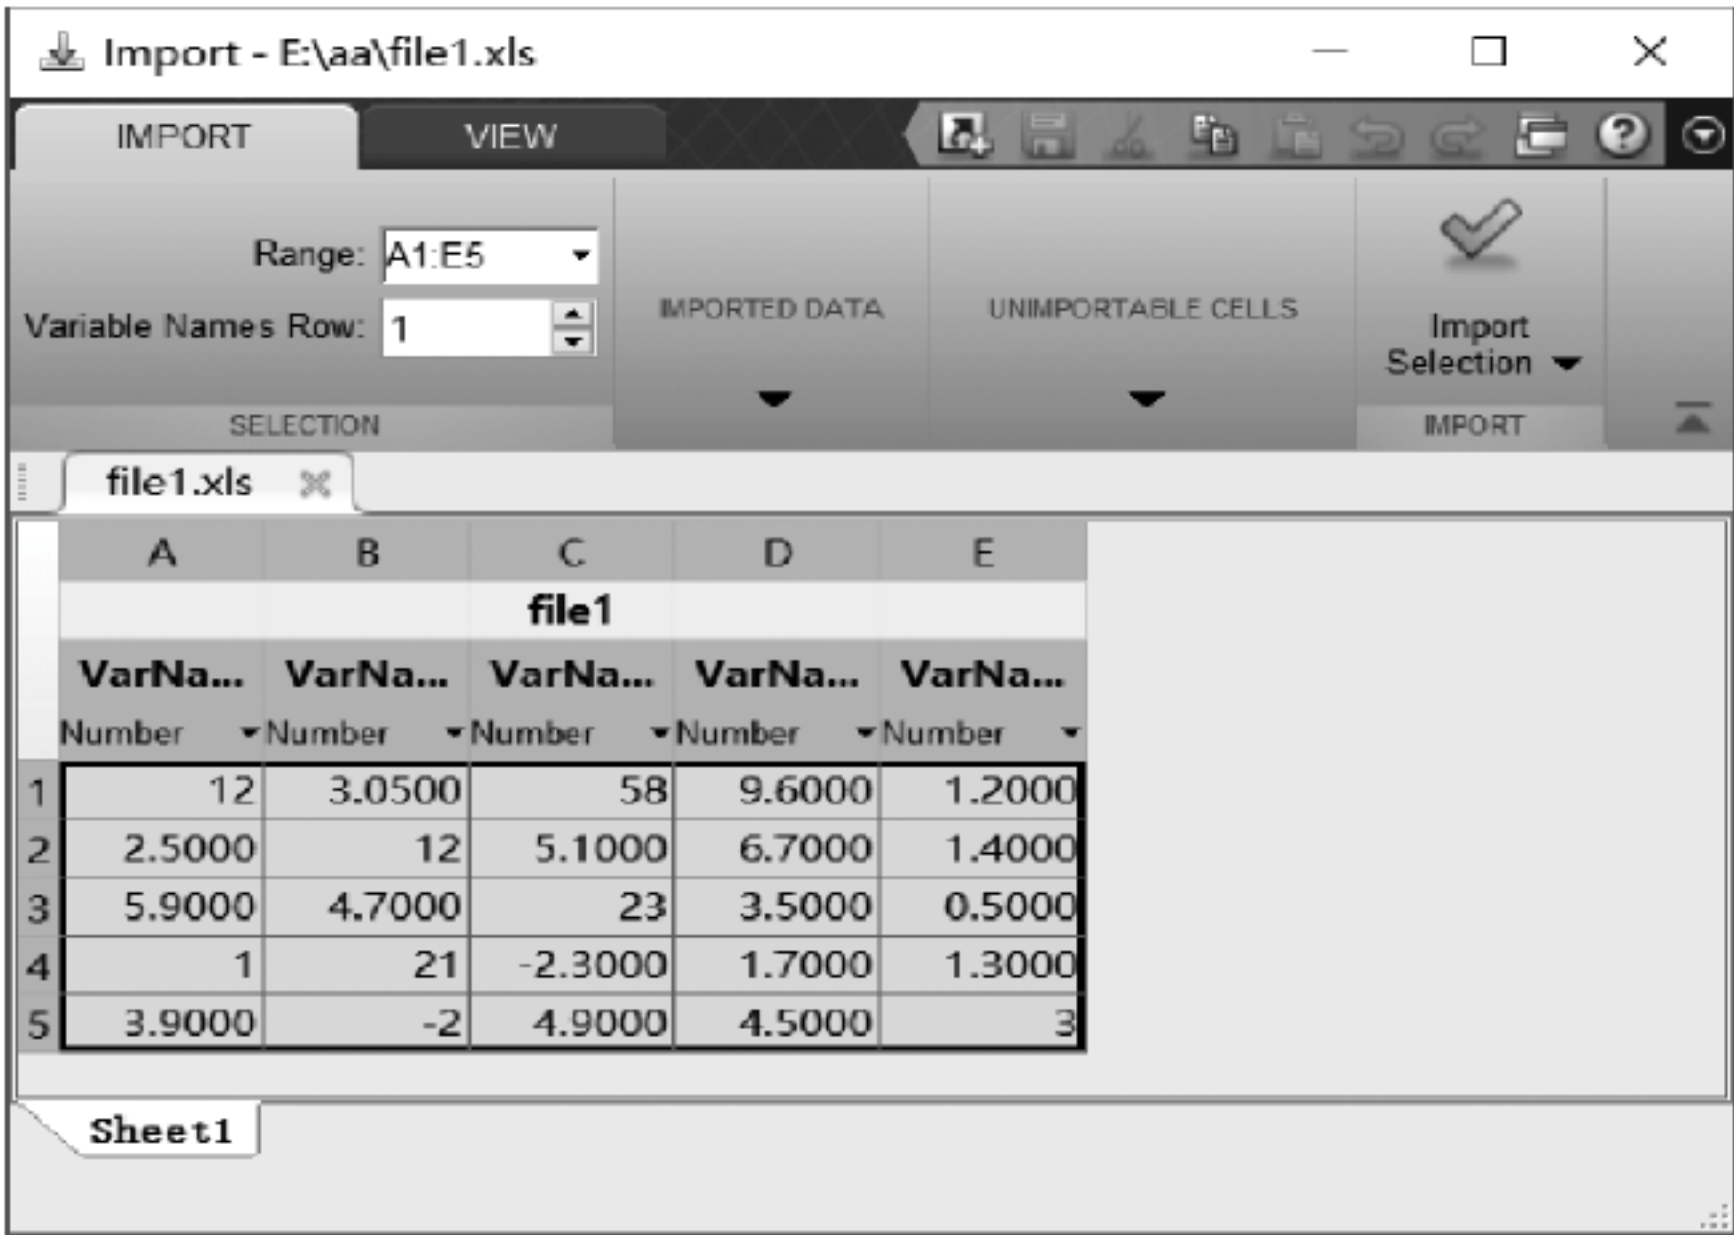 Import - E:\aa\file1.xls
IMPORT VIEW
Range: A1:E5
Variable Names Row: 1
SELECTION
IMPORTED DATA
UNIMPORTABLE CELLS
Import
Selection
IMPORT
file1.xls
A B C D E
file1
VarNa... VarNa... VarNa... VarNa... VarNa...
Number Number Number Number Number
1 12 3.0500 58 9.6000 1.2000
2 2.5000 12 5.1000 6.7000 1.4000
3 5.9000 4.7000 23 3.5000 0.5000
4 1 21 -2.3000 1.7000 1.3000
5 3.9000 -2 4.9000 4.5000 3
Sheet1